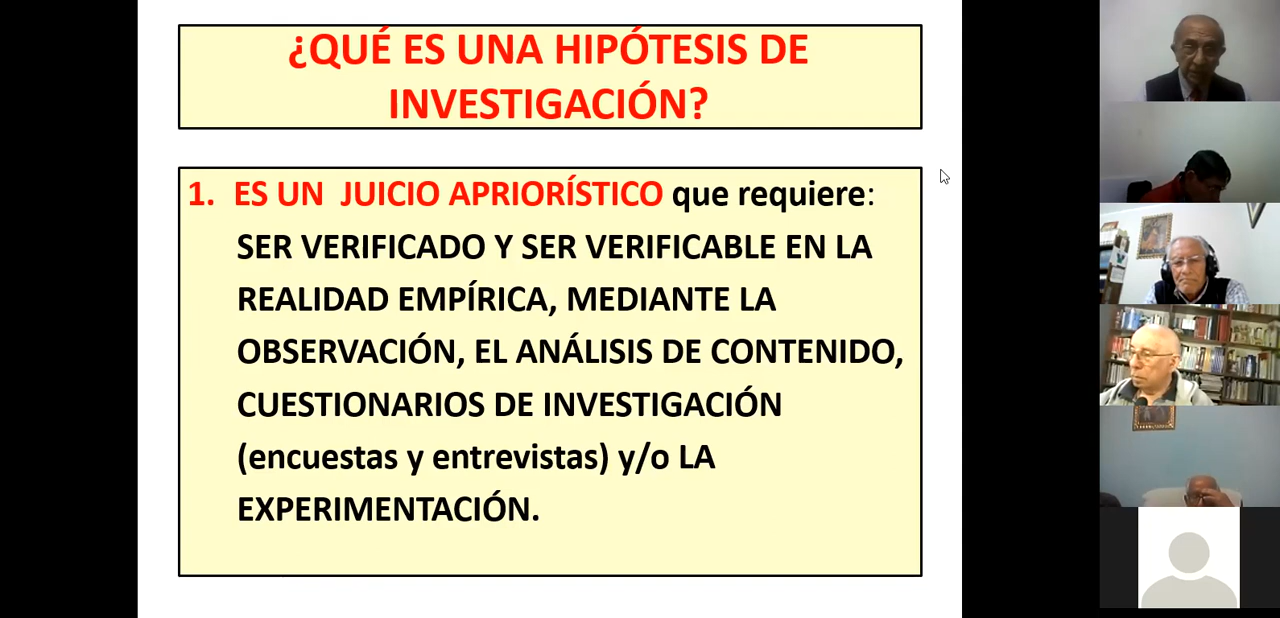 ¿QUÉ ES UNA HIPÓTESIS DE
INVESTIGACIÓN?
1. ES UN JUICIO APRIORÍSTICO que requiere:
SER VERIFICADO Y SER VERIFICABLE EN LA
REALIDAD EMPÍRICA, MEDIANTE LA
OBSERVACIÓN, EL ANÁLISIS DE CONTENIDO,
CUESTIONARIOS DE INVESTIGACIÓN
(encuestas y entrevistas) y/o LA
EXPERIMENTACIÓN.